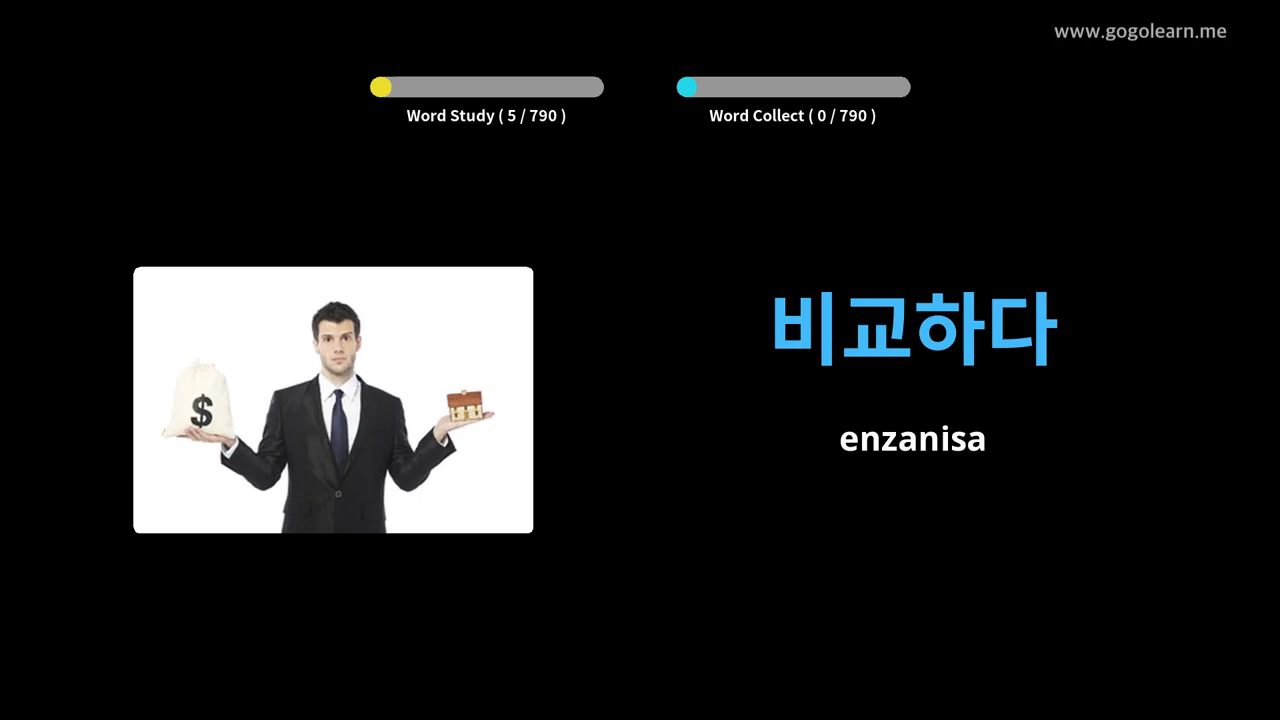 www.gogolearn.me
Word Study ( 5 / 790 )
Word Collect ( 0 / 790 )
$
비교하다
enzanisa